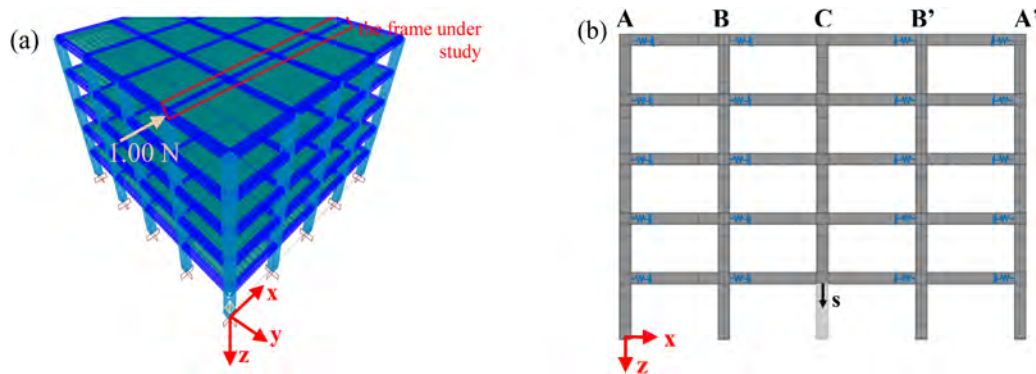 (a)
the frame under
study
1.00 N
x
y
z
(b)
A B C B’ A’
s
x
z